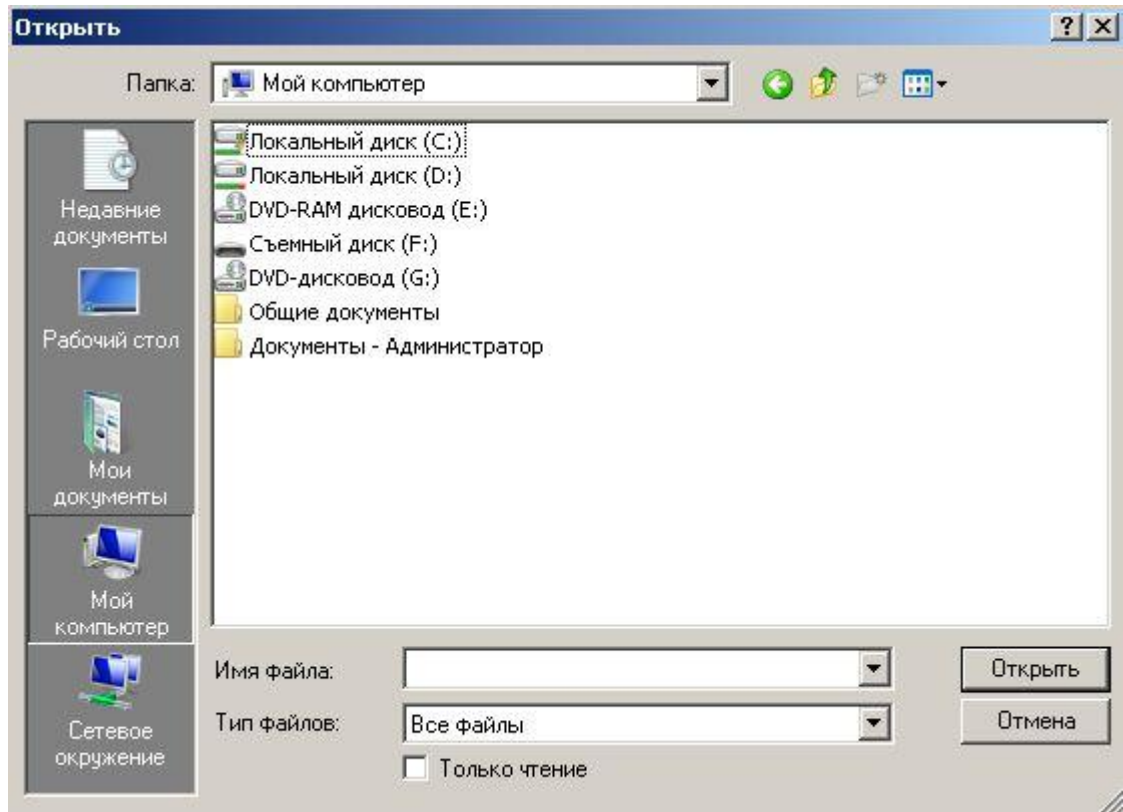 Открыть
Папка: Мой компьютер
Недавние
документы
Рабочий стол
Мои
документы
Мой
компьютер
Сетевое
окружение
Локальный диск (C:)
Локальный диск (D:)
DVD-RAM дисковод (E:)
Съемный диск (F:)
DVD-дисковод (G:)
Общие документы
Документы - Администратор
Имя файла: Открыть
Тип файлов: Все файлы Отмена
Только чтение